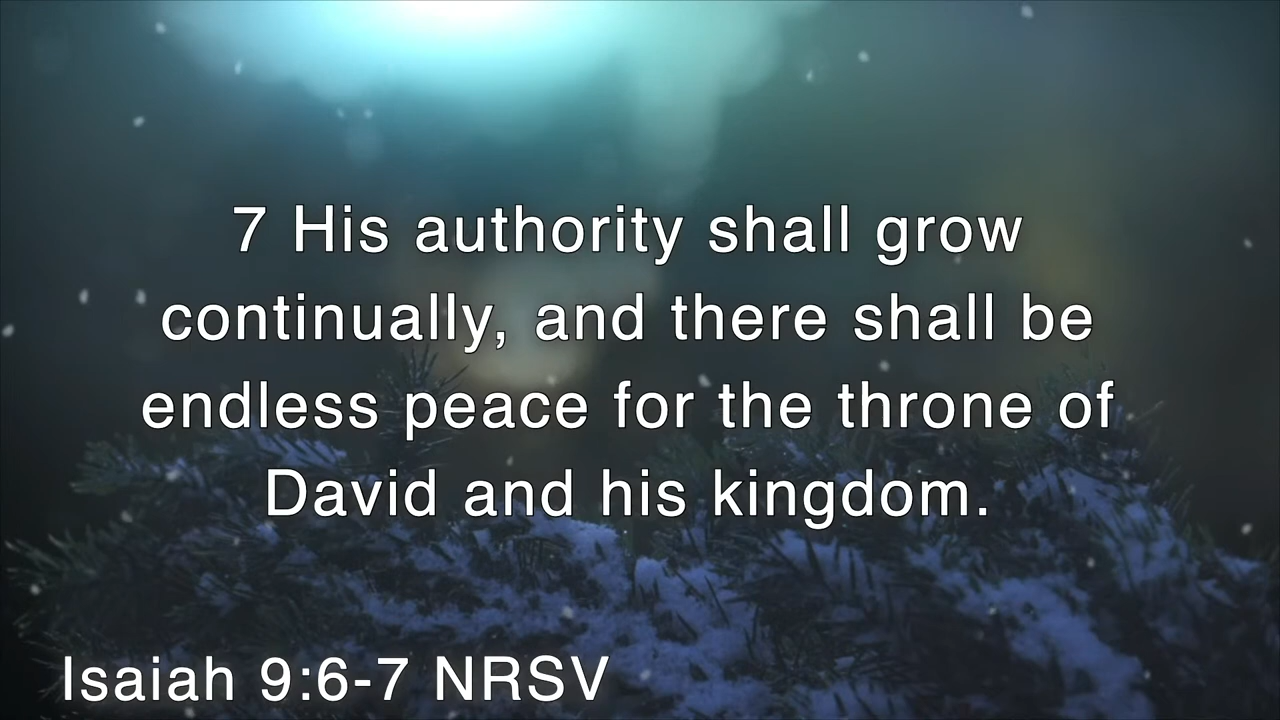 7 His authority shall grow
continually, and there shall be
endless peace for the throne of
David and his kingdom.
Isaiah 9:6-7 NRSV